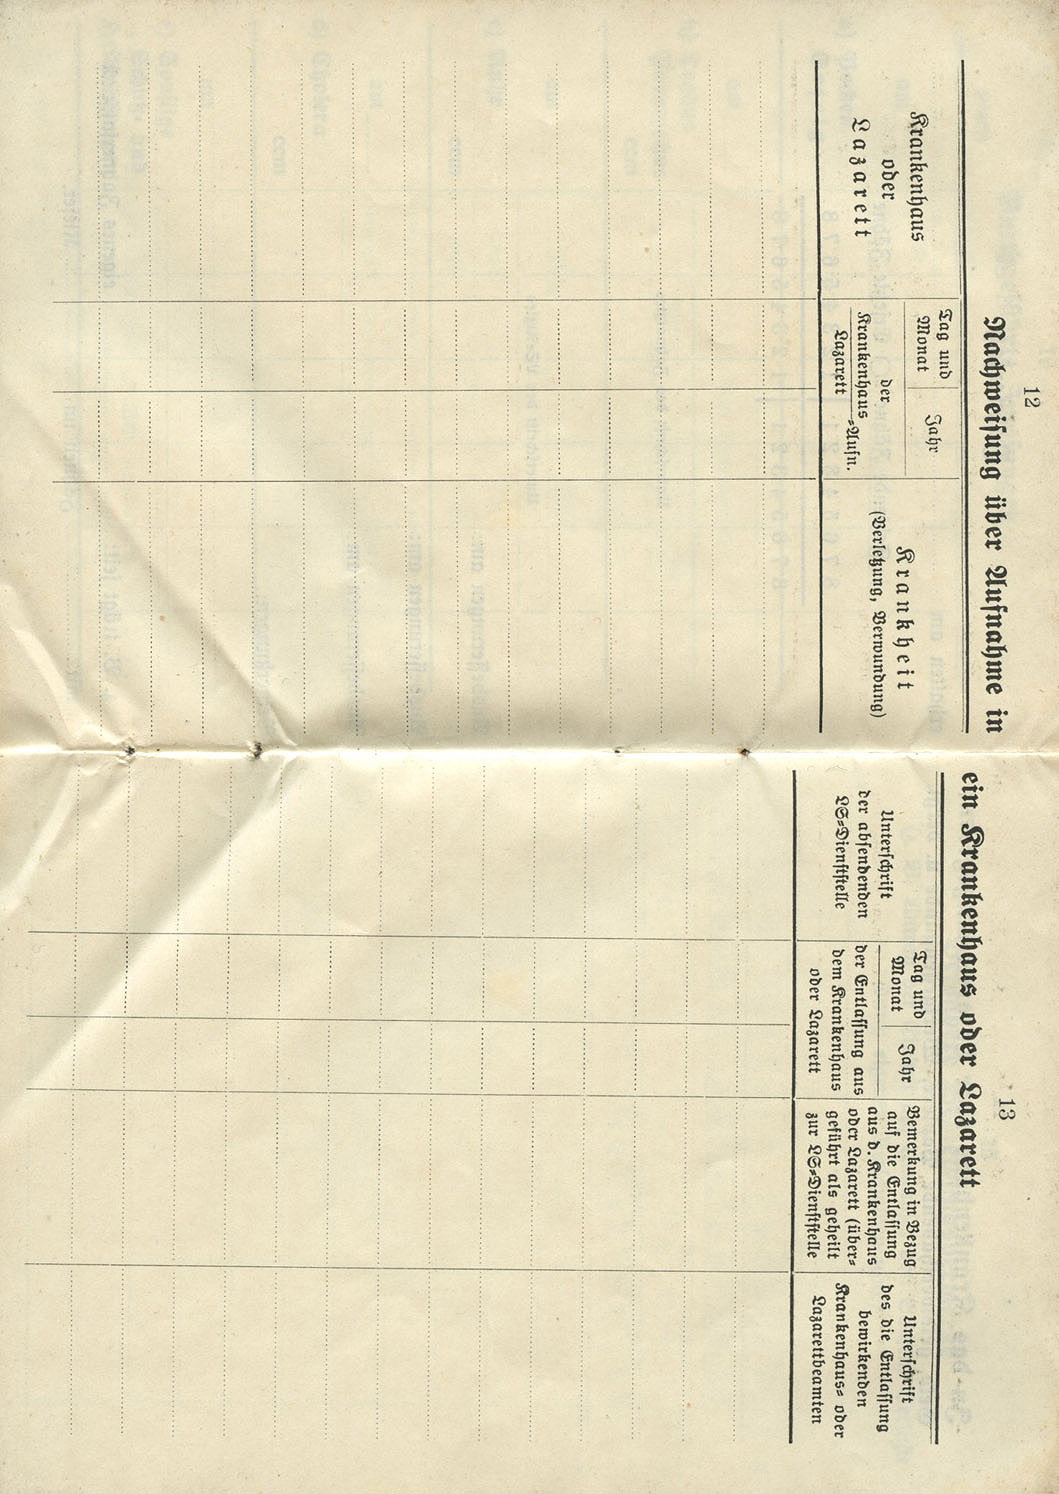 12
Nachweisung über Aufnahme in
Krankenhaus
oder
Lazarett
Tag und
Monat
Jahr
der
Krankenhaus
Lazarett
=Aufn.
Krankheit
(Verletzung, Verwundung)
13
ein Krankenhaus oder Lazarett
Unterschrift
der absendenden
LS=Dienststelle
Tag und
Monat
Jahr
der Entlassung aus
dem Krankenhaus
oder Lazarett
Bemerkung in Bezug
auf die Entlassung
aus d. Krankenhaus
oder Lazarett (über=
geführt als geheilt
zur LS=Dienststelle
Unterschrift
des die Entlassung
bewirkenden
Krankenhaus= oder
Lazarettbeamten